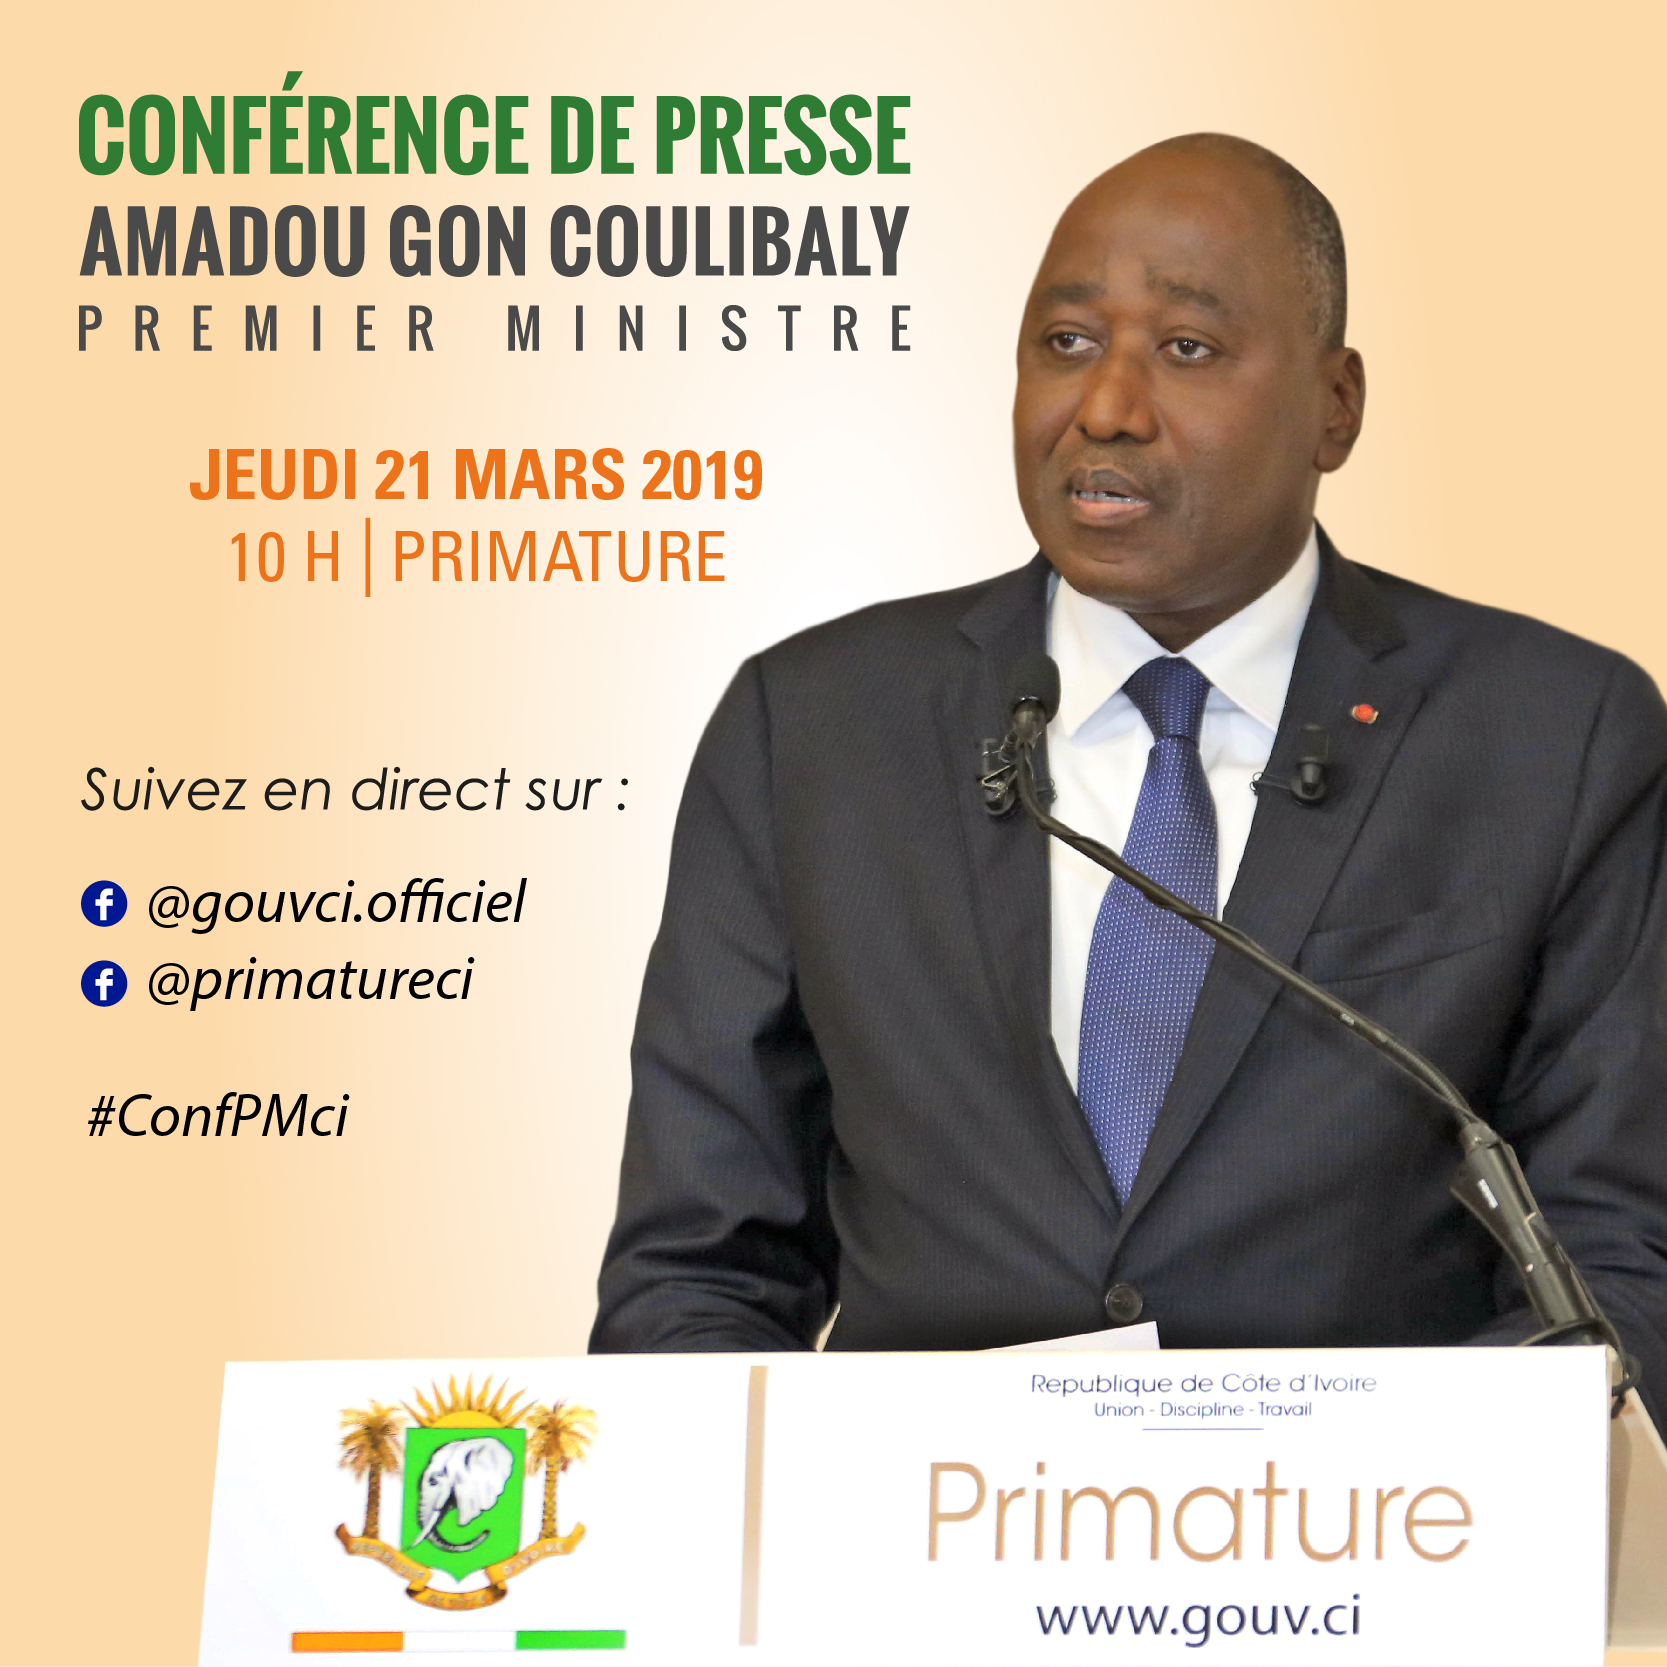 CONFÉRENCE DE PRESSE
AMADOU GON COULIBALY
PREMIER MINISTRE
JEUDI 21 MARS 2019
10 H | PRIMATURE
Suivez en direct sur :
@gouvci.officiel
@primatureci
#ConfPMci
Republique de Côte d'Ivoire
Union - Discipline - Travail
Primature
www.gouv.ci